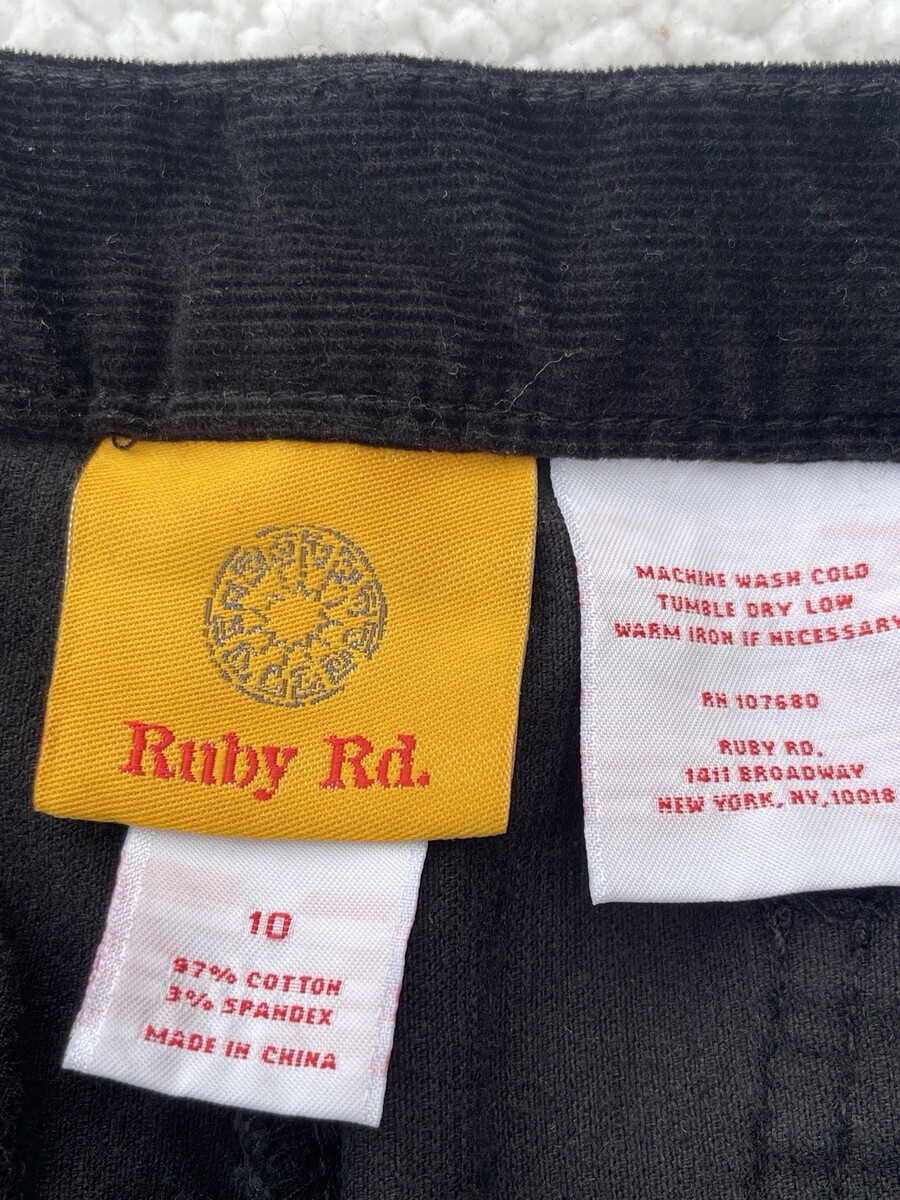 Ruby Rd.
10
97% COTTON
3% SPANDEX
MADE IN CHINA
MACHINE WASH COLD
TUMBLE DRY LOW
WARM IRON IF NECESSARY
RN 107680
RUBY RD.
1411 BROADWAY
NEW YORK, NY, 10018